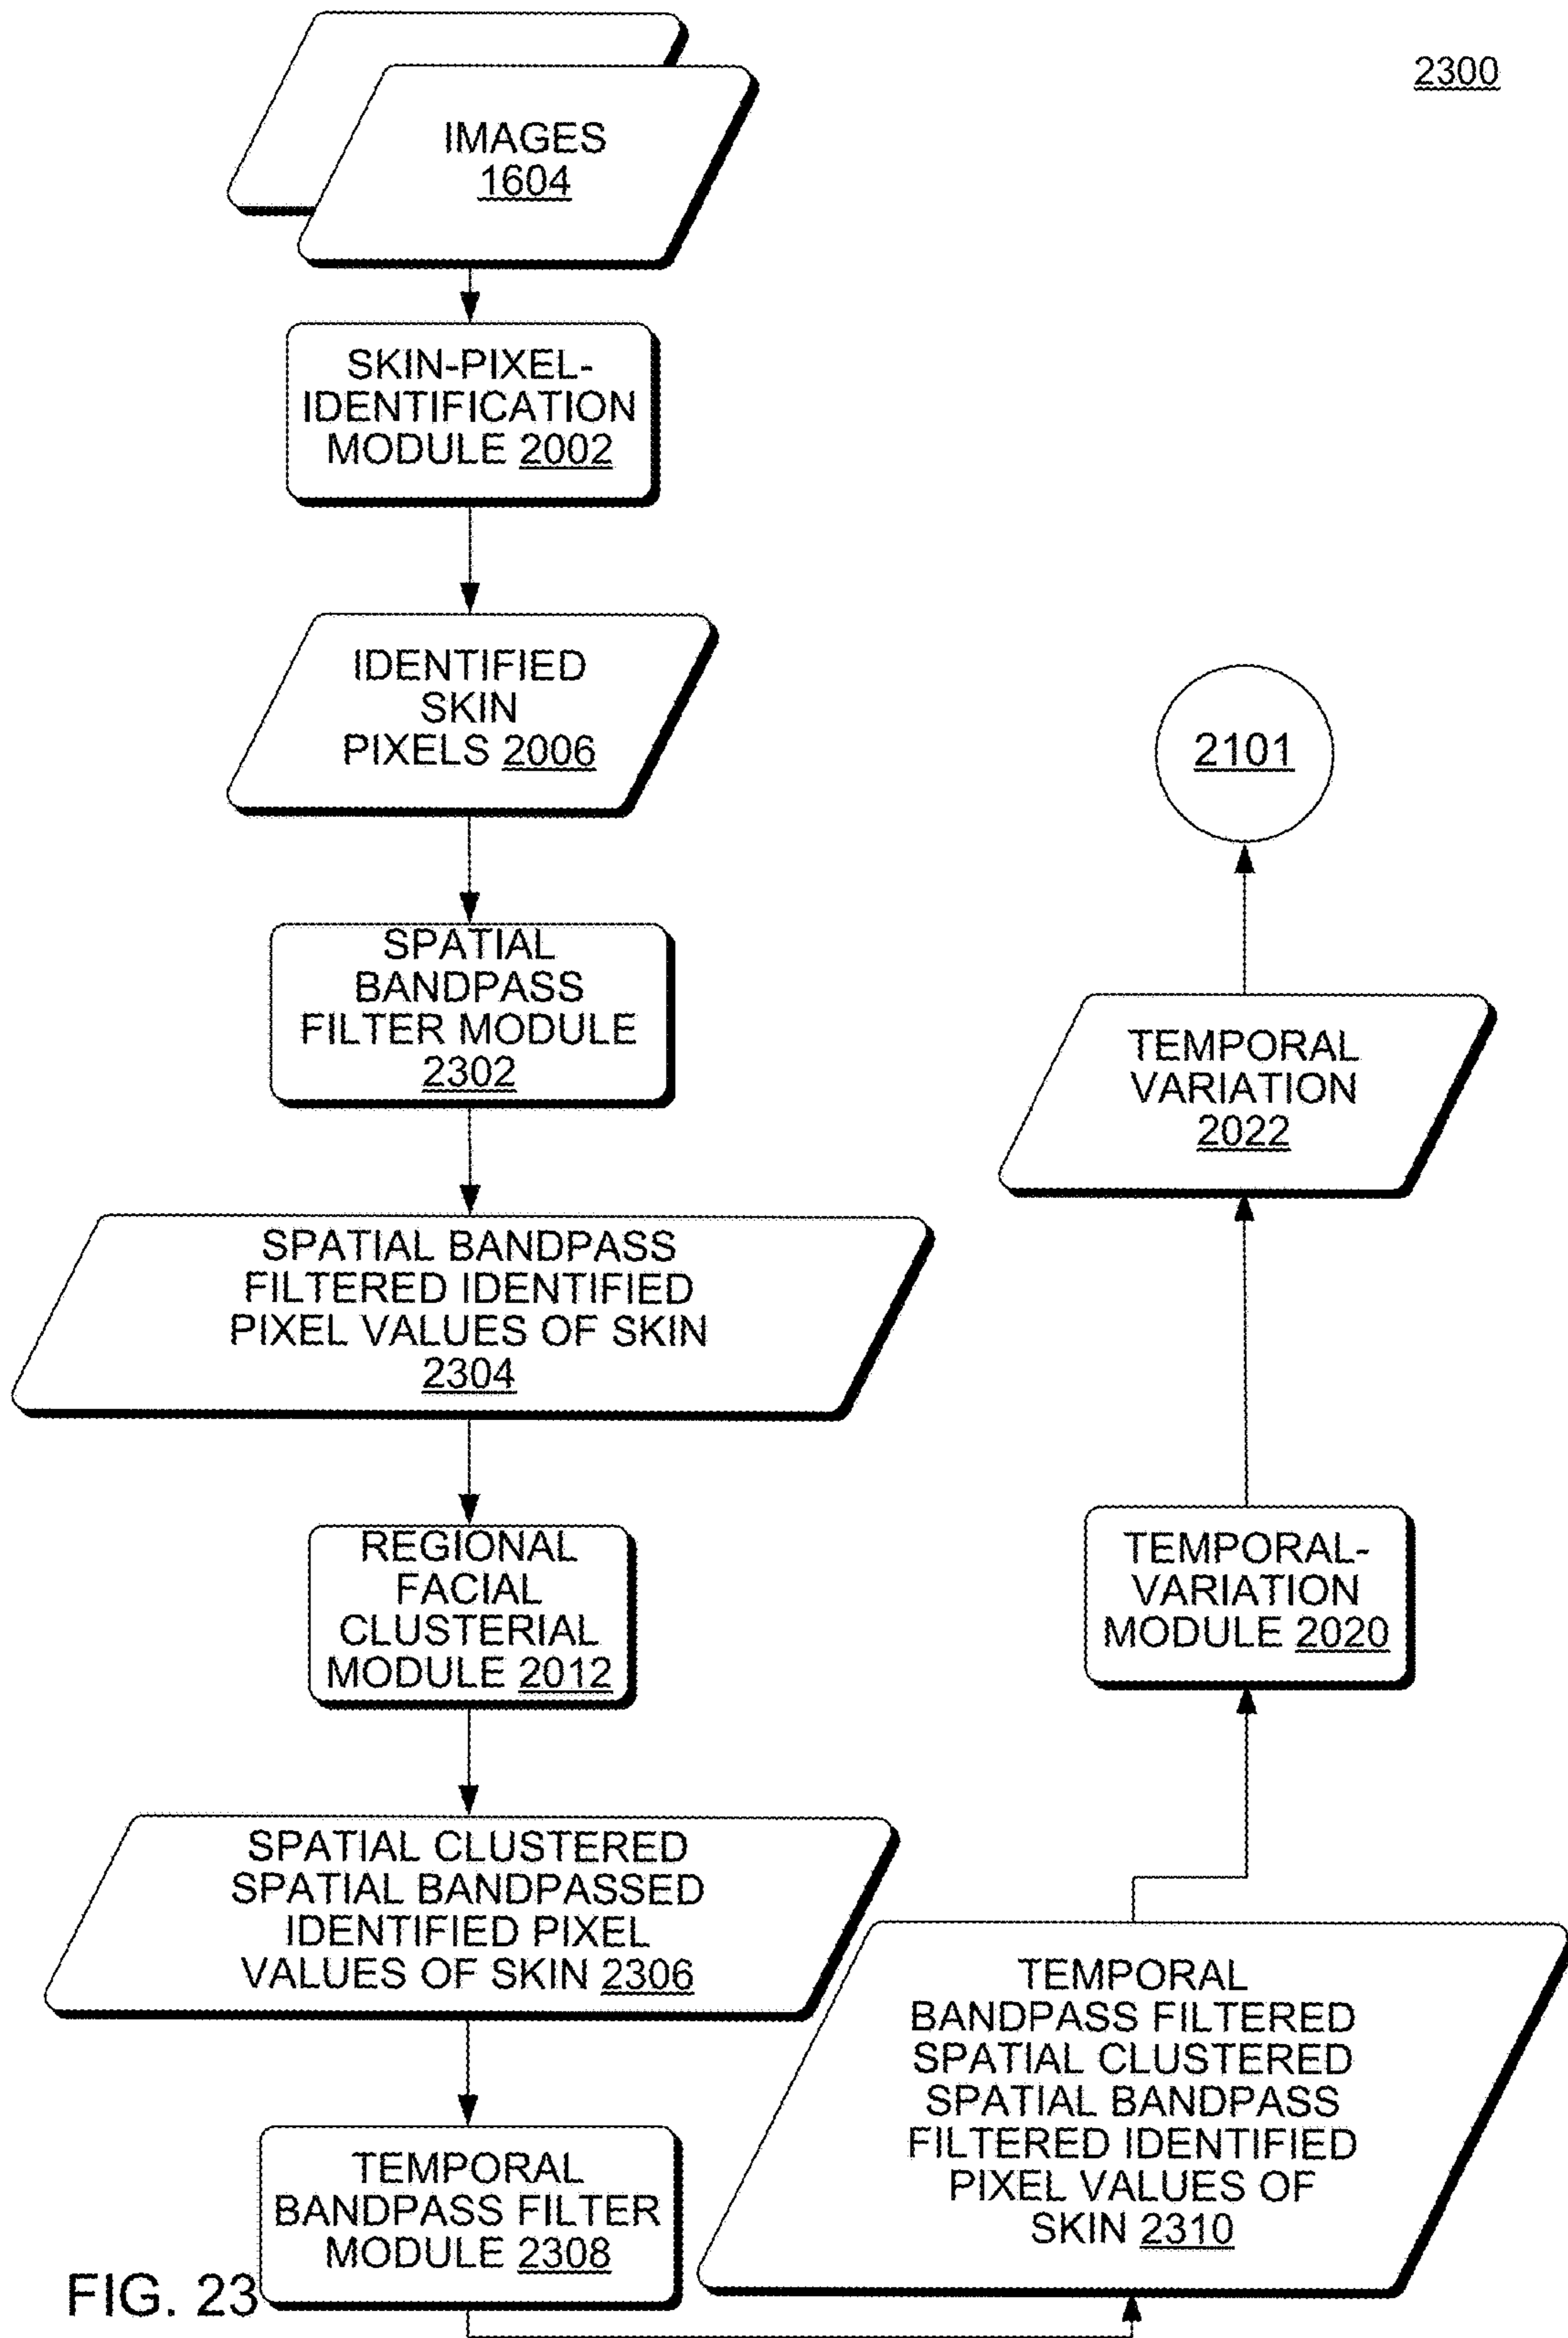 2300
IMAGES
1604
SKIN-PIXEL-
IDENTIFICATION
MODULE 2002
IDENTIFIED
SKIN
PIXELS 2006
SPATIAL
BANDPASS
FILTER MODULE
2302
SPATIAL BANDPASS
FILTERED IDENTIFIED
PIXEL VALUES OF SKIN
2304
REGIONAL
FACIAL
CLUSTERIAL
MODULE 2012
SPATIAL CLUSTERED
SPATIAL BANDPASSED
IDENTIFIED PIXEL
VALUES OF SKIN 2306
TEMPORAL
BANDPASS FILTER
MODULE 2308
TEMPORAL
BANDPASS FILTERED
SPATIAL CLUSTERED
SPATIAL BANDPASS
FILTERED IDENTIFIED
PIXEL VALUES OF
SKIN 2310
TEMPORAL-
VARIATION
MODULE 2020
TEMPORAL
VARIATION
2022
2101
FIG. 23